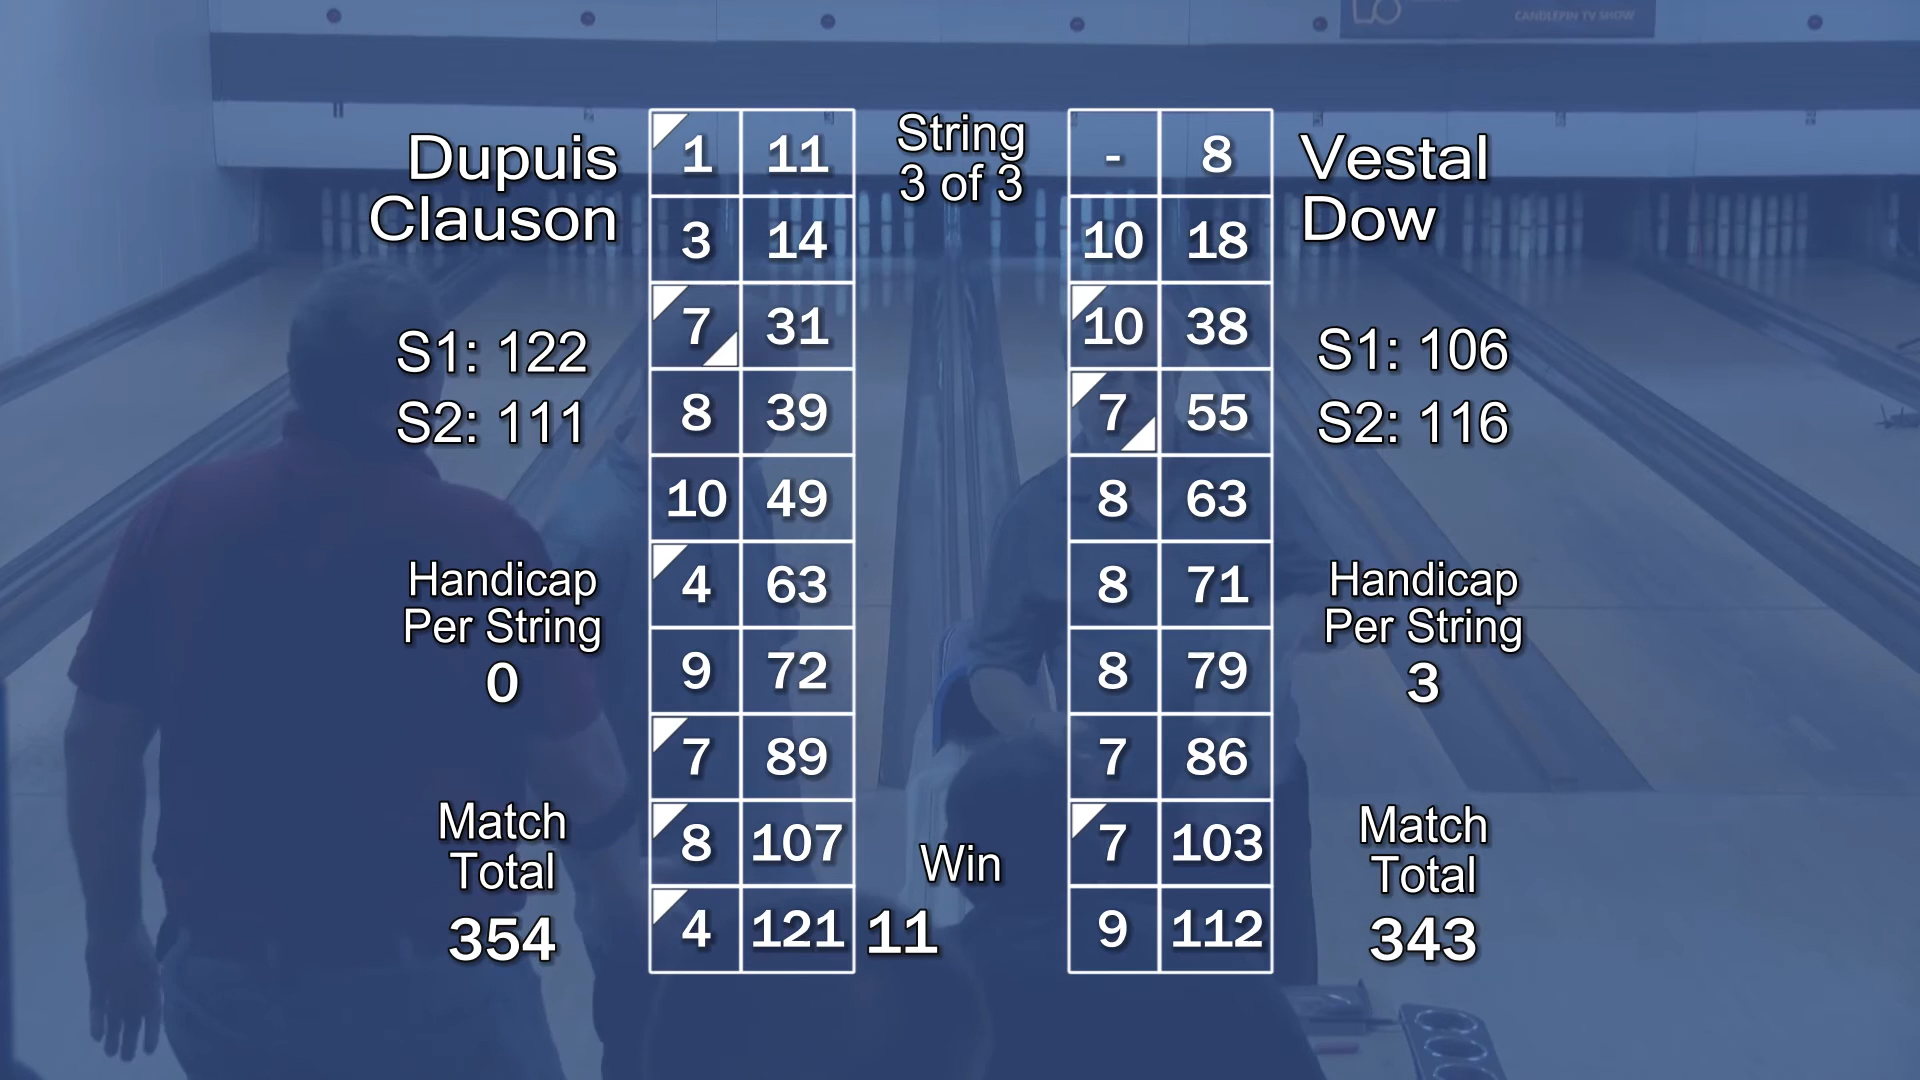 CANDLEPIN TV SHOW
Dupuis
Clauson
S1: 122
S2: 111
Handicap
Per String
0
Match
Total
354
1 11
3 14
7 31
8 39
10 49
4 63
9 72
7 89
8 107
4 121
String
3 of 3
Win
11
- 8
10 18
10 38
7 55
8 63
8 71
8 79
7 86
7 103
9 112
Vestal
Dow
S1: 106
S2: 116
Handicap
Per String
3
Match
Total
343